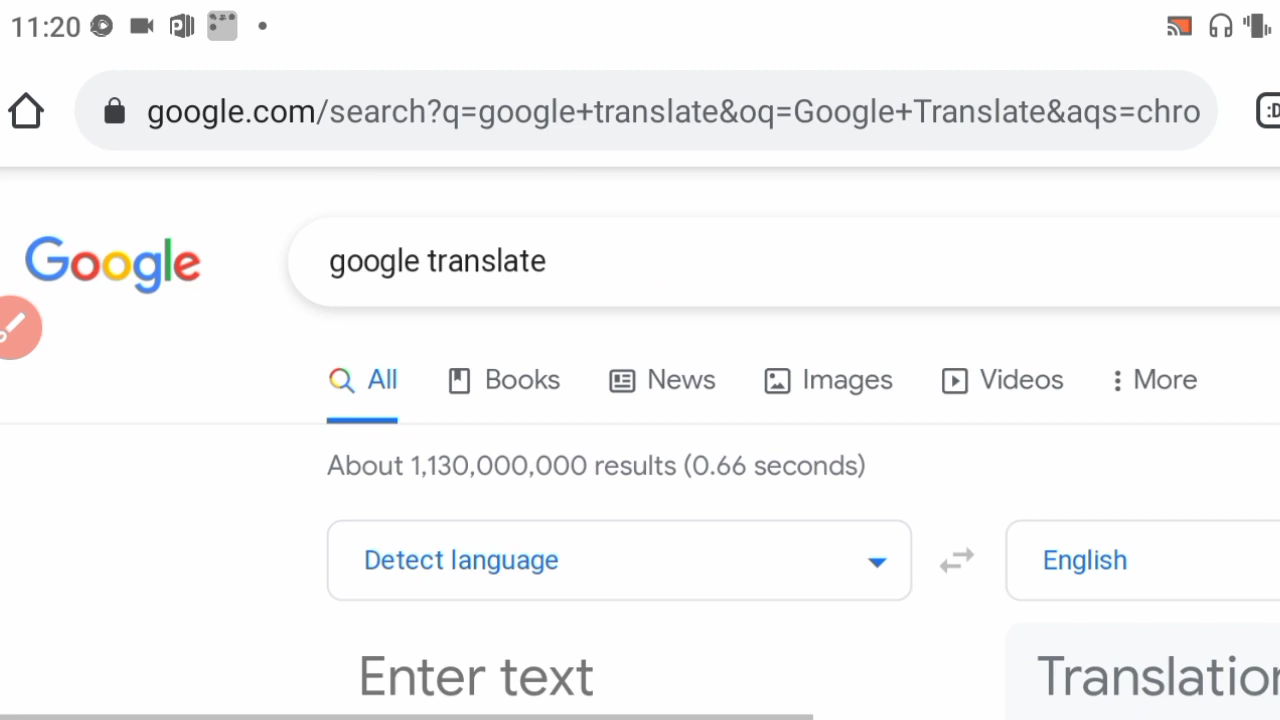 11:20
google.com/search?q=google+translate&oq=Google+Translate&aqs=chro
:D
Google
google translate
All Books News Images Videos More
About 1,130,000,000 results (0.66 seconds)
Detect language English
Enter text Translation